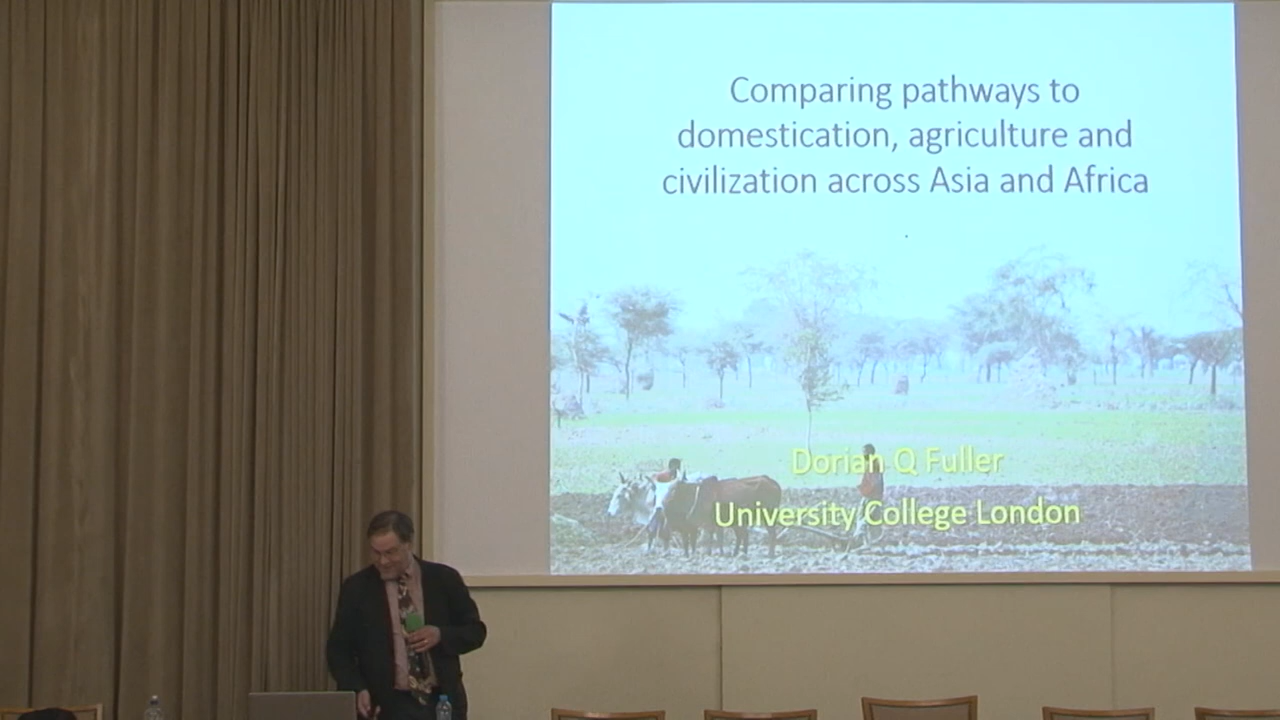 Comparing pathways to
domestication, agriculture and
civilization across Asia and Africa
Dorian Q Fuller
University College London